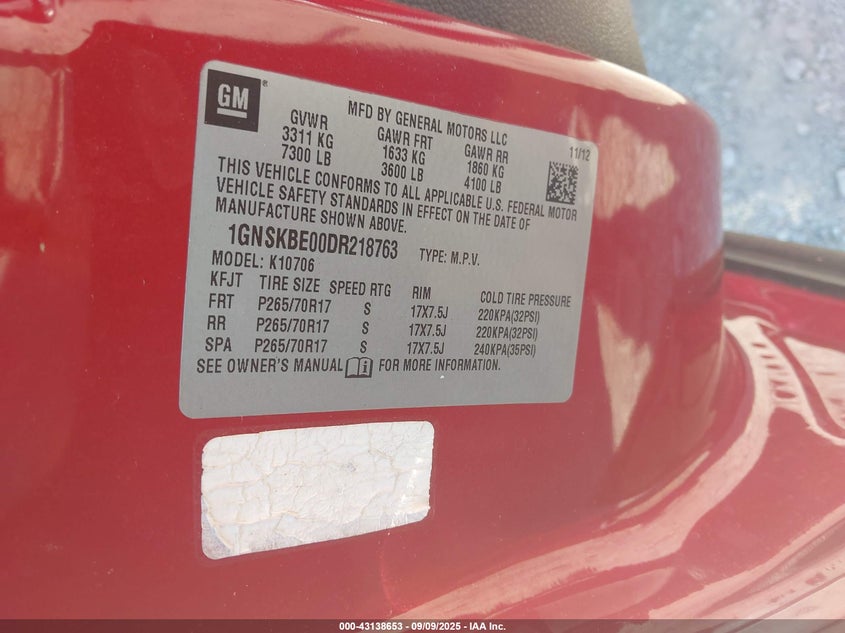 GM®
MFD BY GENERAL MOTORS LLC
11/12
GVWR GAWR FRT GAWR RR
3311 KG 1633 KG 1860 KG
7300 LB 3600 LB 4100 LB
THIS VEHICLE CONFORMS TO ALL APPLICABLE U.S. FEDERAL MOTOR
VEHICLE SAFETY STANDARDS IN EFFECT ON THE DATE OF
MANUFACTURE SHOWN ABOVE.
1GNSKBE00DR218763 TYPE: M.P.V.
MODEL: K10706
KFJT TIRE SIZE SPEED RTG RIM COLD TIRE PRESSURE
FRT P265/70R17 S 17X7.5J 220KPA(32PSI)
RR P265/70R17 S 17X7.5J 220KPA(32PSI)
SPA P265/70R17 S 17X7.5J 240KPA(35PSI)
SEE OWNER'S MANUAL i FOR MORE INFORMATION.
000-43138653 - 09/09/2025 - IAA Inc.